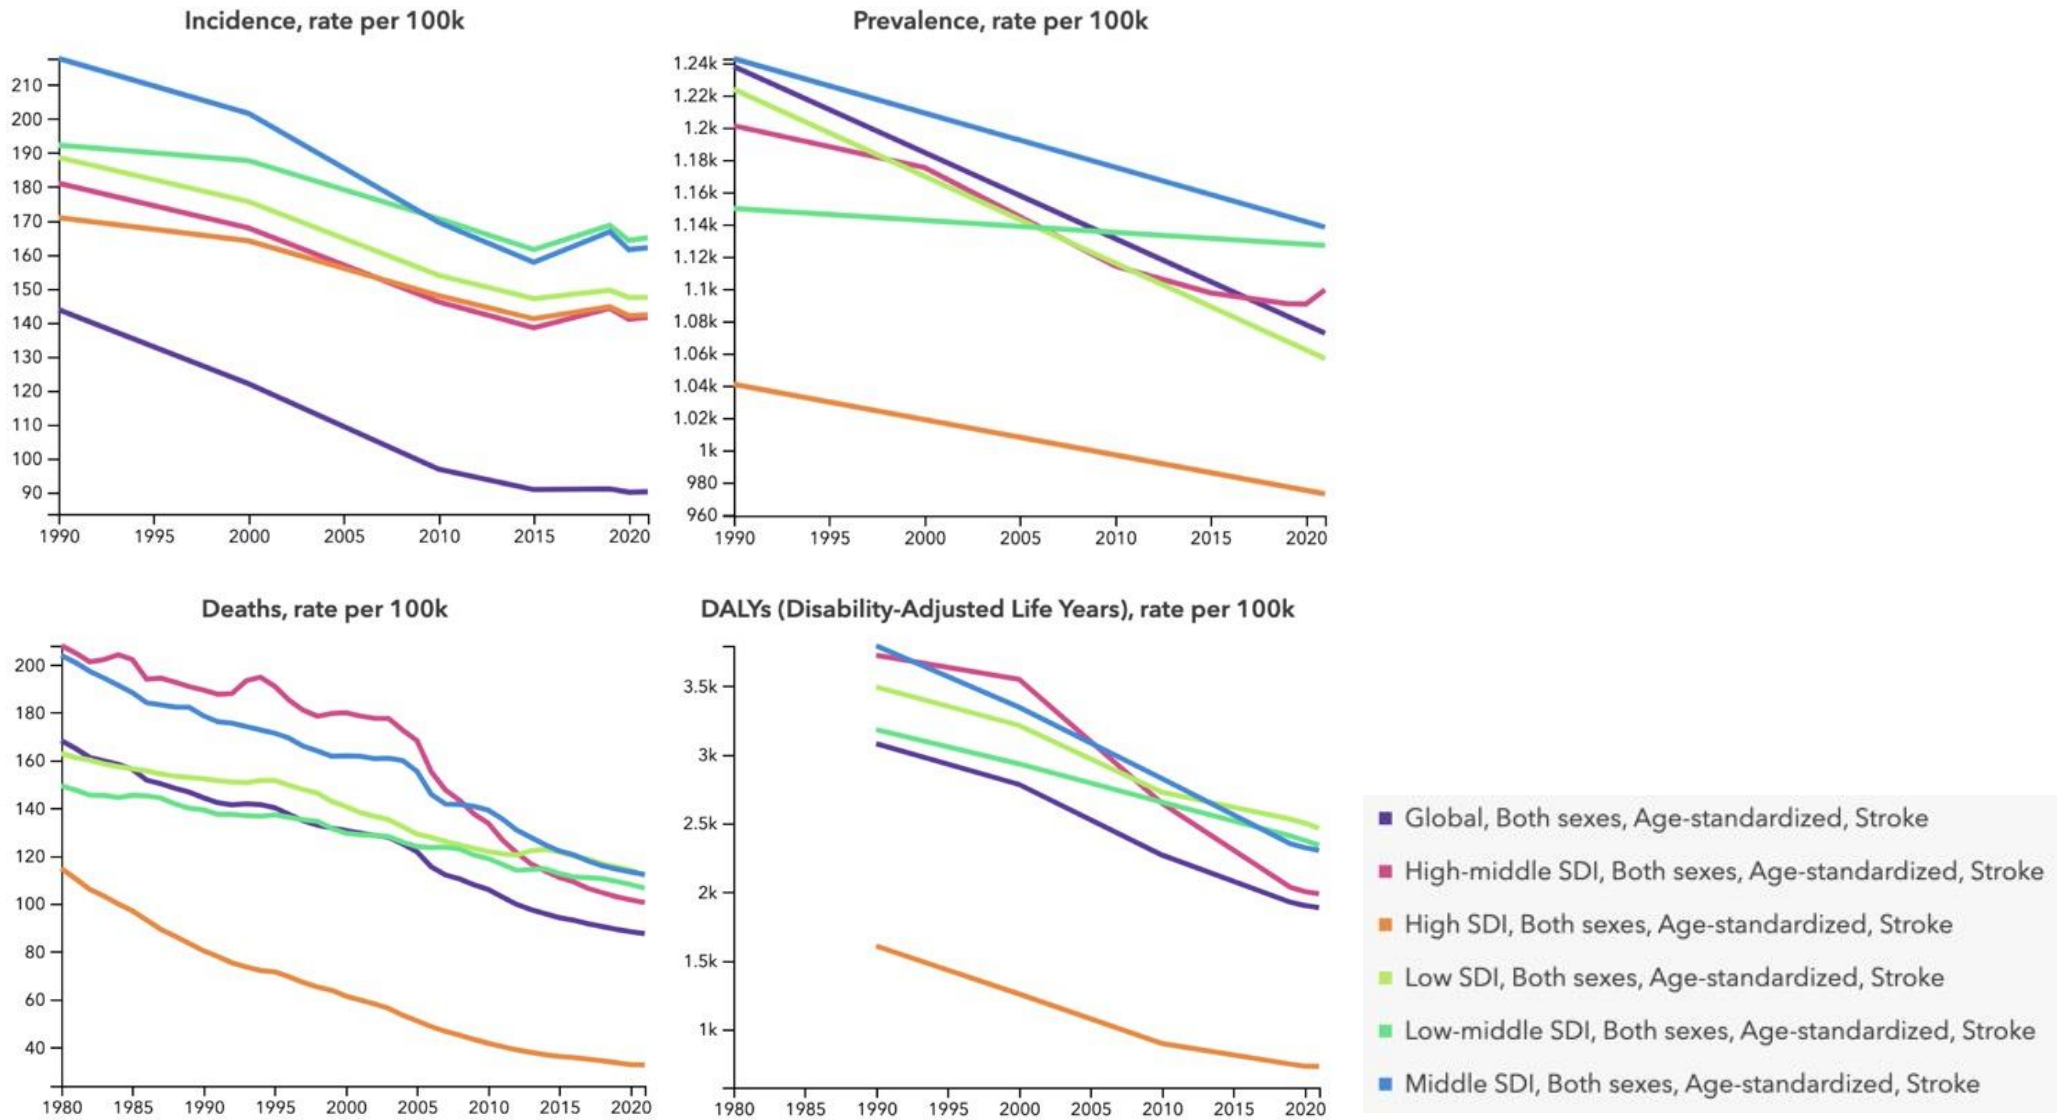 Incidence, rate per 100k
210
200
190
180
170
160
150
140
130
120
110
100
90
1990 1995 2000 2005 2010 2015 2020
Prevalence, rate per 100k
1.24k
1.22k
1.2k
1.18k
1.16k
1.14k
1.12k
1.1k
1.08k
1.06k
1.04k
1.02k
1k
980
960
1990 1995 2000 2005 2010 2015 2020
Deaths, rate per 100k
200
180
160
140
120
100
80
60
40
1980 1985 1990 1995 2000 2005 2010 2015 2020
DALYs (Disability-Adjusted Life Years), rate per 100k
3.5k
3k
2.5k
2k
1.5k
1k
1980 1985 1990 1995 2000 2005 2010 2015 2020
Global, Both sexes, Age-standardized, Stroke
High-middle SDI, Both sexes, Age-standardized, Stroke
High SDI, Both sexes, Age-standardized, Stroke
Low SDI, Both sexes, Age-standardized, Stroke
Low-middle SDI, Both sexes, Age-standardized, Stroke
Middle SDI, Both sexes, Age-standardized, Stroke